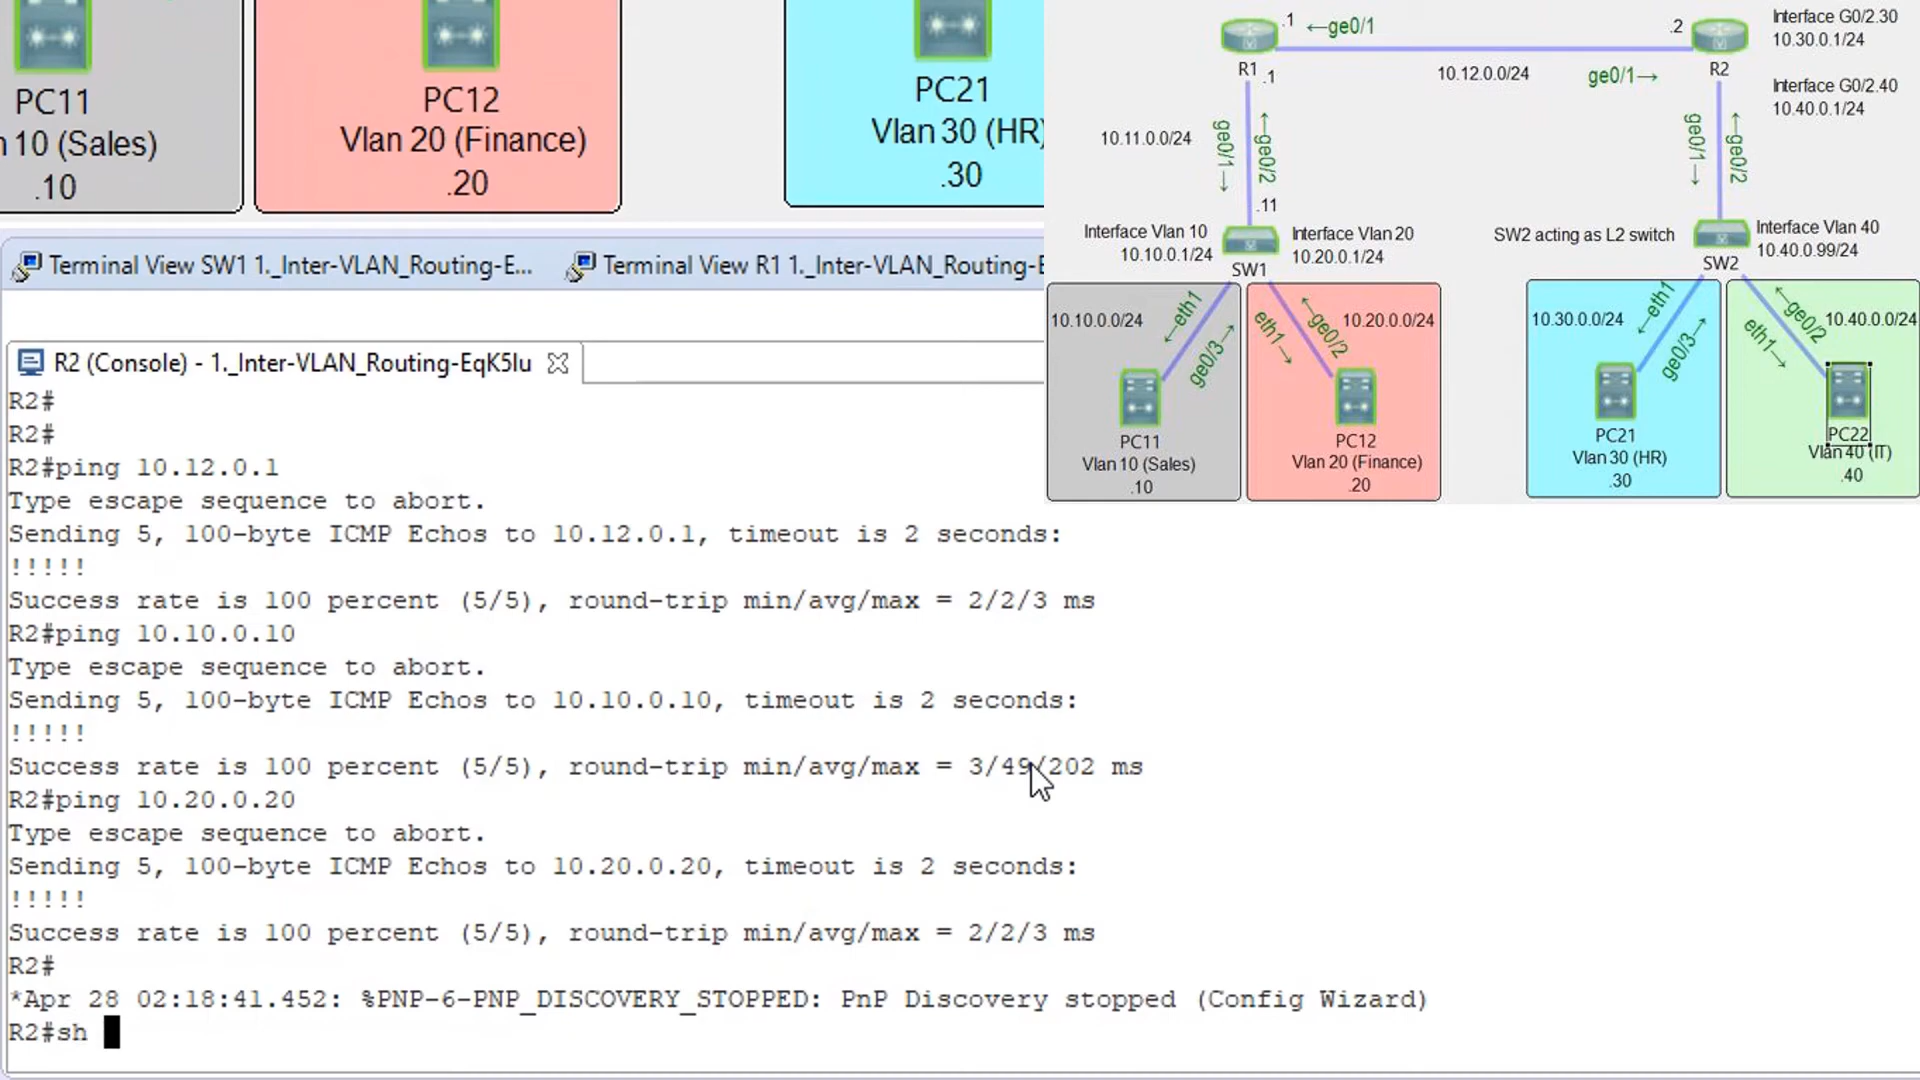 PC11
n 10 (Sales)
.10
PC12
Vlan 20 (Finance)
.20
PC21
Vlan 30 (HR)
.30
.1
←ge0/1
R1
.1
10.12.0.0/24
.2
ge0/1→
R2
Interface G0/2.30
10.30.0.1/24
Interface G0/2.40
10.40.0.1/24
10.11.0.0/24
ge0/1→
←ge0/2
.11
ge0/1→
←ge0/2
Interface Vlan 10
10.10.0.1/24
SW1
Interface Vlan 20
10.20.0.1/24
SW2 acting as L2 switch
SW2
Interface Vlan 40
10.40.0.99/24
10.10.0.0/24
←eth1
ge0/3→
eth1→
←ge0/2
10.20.0.0/24
10.30.0.0/24
←eth1
ge0/3→
eth1→
←ge0/2
10.40.0.0/24
PC11
Vlan 10 (Sales)
.10
PC12
Vlan 20 (Finance)
.20
PC21
Vlan 30 (HR)
.30
PC22
Vlan 40 (IT)
.40
Terminal View SW1 1._Inter-VLAN_Routing-E...
Terminal View R1 1._Inter-VLAN_Routing-E
R2 (Console) - 1._Inter-VLAN_Routing-EqK5lu
R2#
R2#
R2#ping 10.12.0.1
Type escape sequence to abort.
Sending 5, 100-byte ICMP Echos to 10.12.0.1, timeout is 2 seconds:
!!!!!
Success rate is 100 percent (5/5), round-trip min/avg/max = 2/2/3 ms
R2#ping 10.10.0.10
Type escape sequence to abort.
Sending 5, 100-byte ICMP Echos to 10.10.0.10, timeout is 2 seconds:
!!!!!
Success rate is 100 percent (5/5), round-trip min/avg/max = 3/49/202 ms
R2#ping 10.20.0.20
Type escape sequence to abort.
Sending 5, 100-byte ICMP Echos to 10.20.0.20, timeout is 2 seconds:
!!!!!
Success rate is 100 percent (5/5), round-trip min/avg/max = 2/2/3 ms
R2#
*Apr 28 02:18:41.452: %PNP-6-PNP_DISCOVERY_STOPPED: PnP Discovery stopped (Config Wizard)
R2#sh